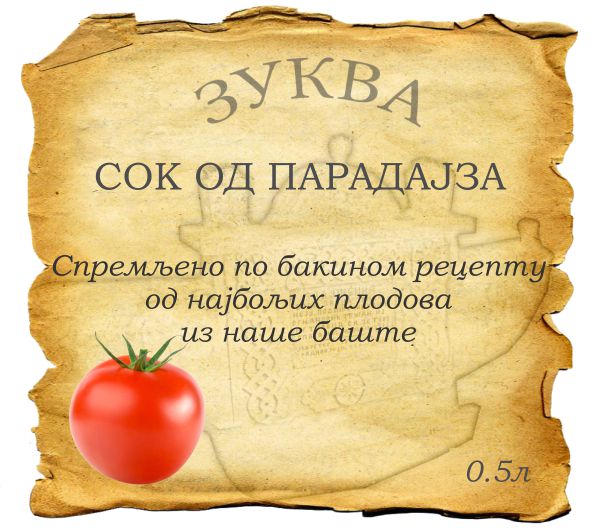 ЗУКВА
СОК ОД ПАРАДАЈЗА
Спремљено по бакином рецепту
од најбољих плодова
из наше баште
0.5л